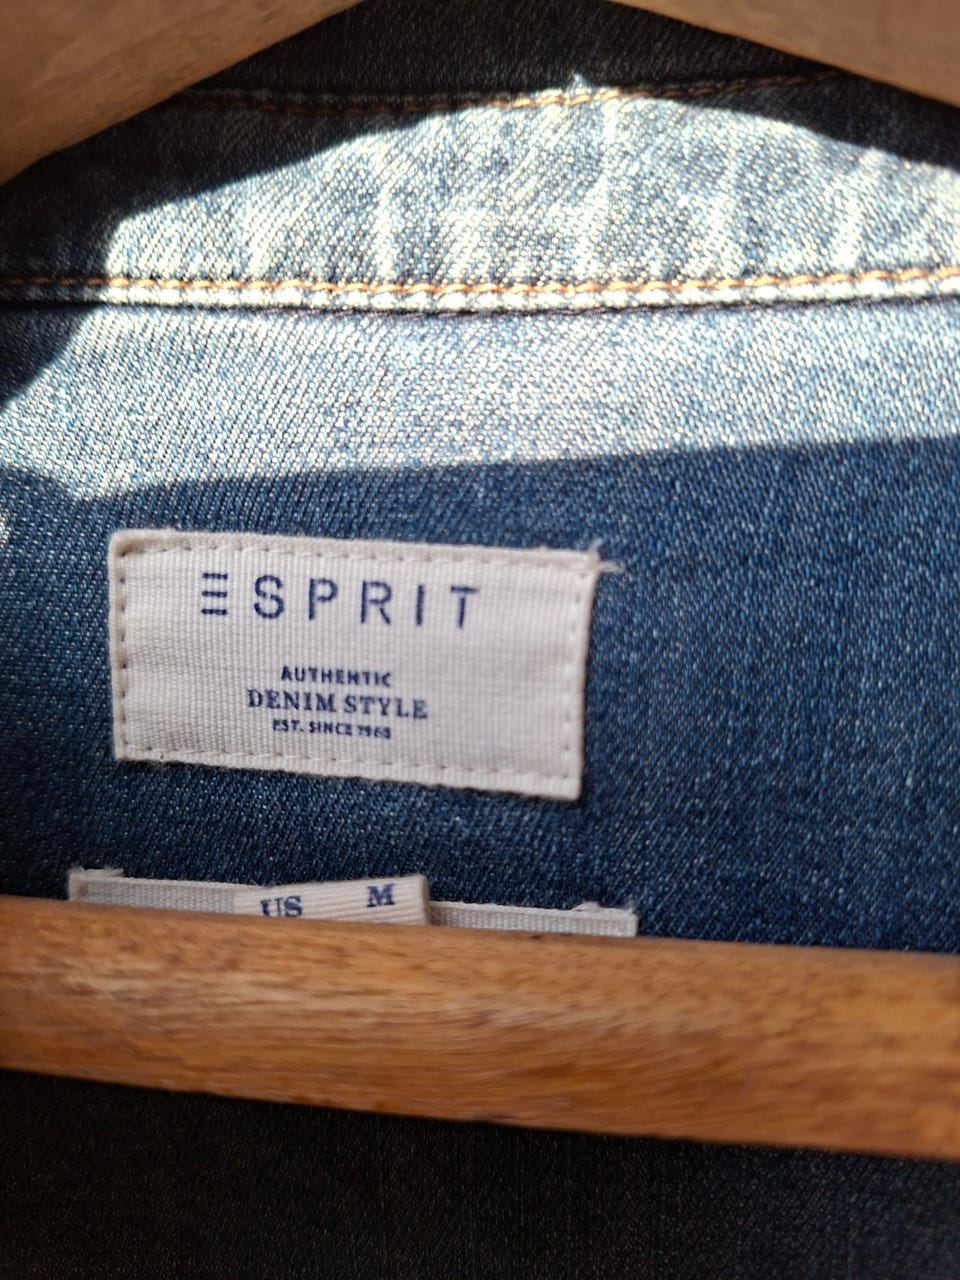 ESPRIT
AUTHENTIC
DENIM STYLE
EST. SINCE 1968
US M